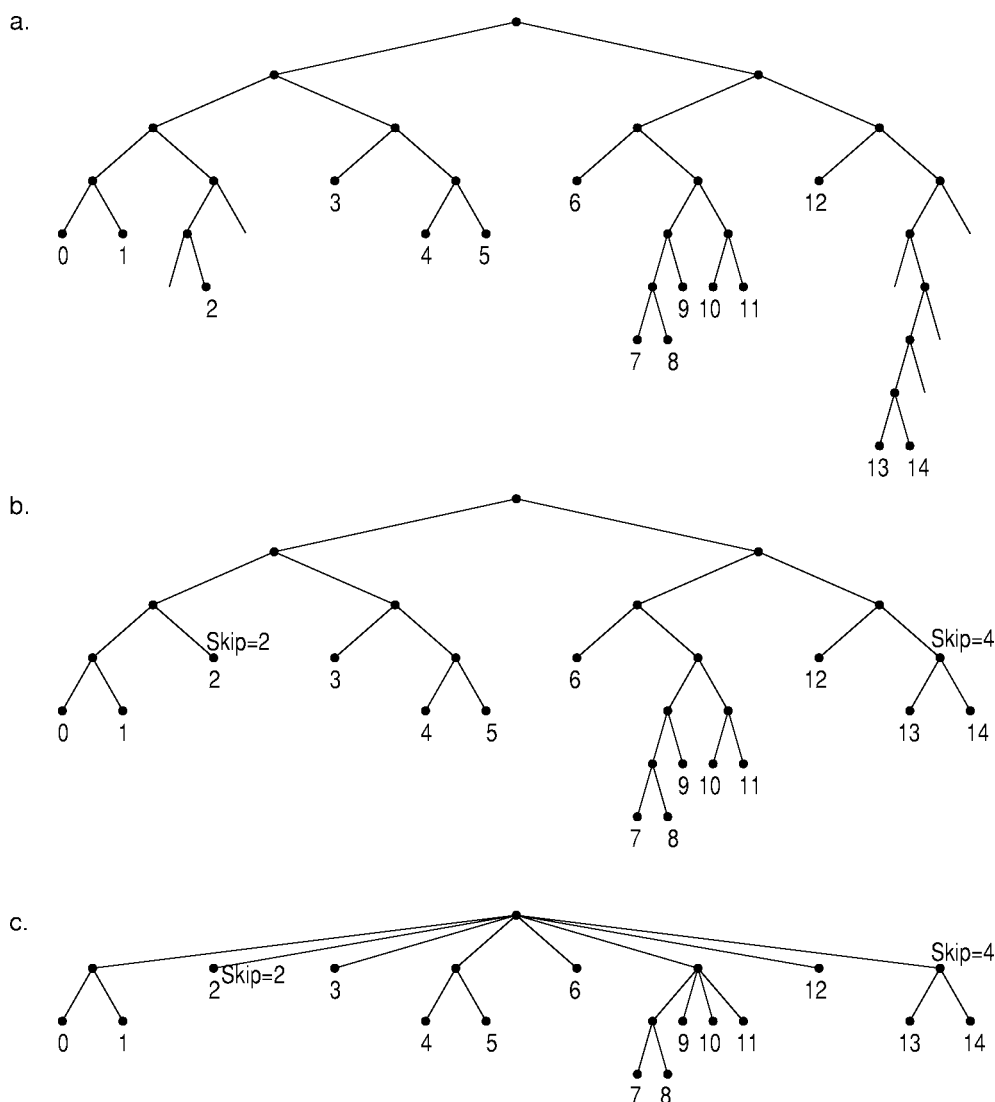 a.
3
6
12
0 1 4 5
2 9 10 11
7 8
13 14
b.
Skip=2 Skip=4
2 3 6 12
0 1 4 5 13 14
9 10 11
7 8
c.
Skip=4
2 Skip=2 3 6 12
0 1 4 5 9 10 11 13 14
7 8